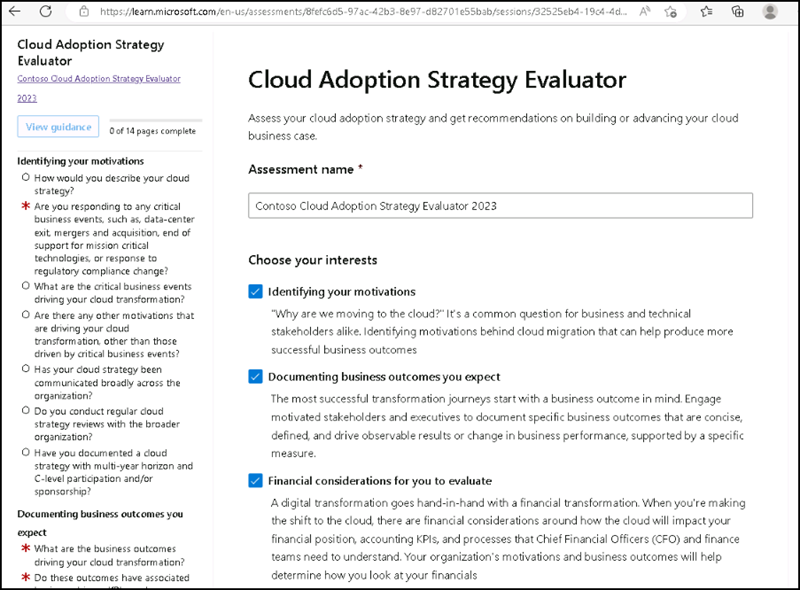 https://learn.microsoft.com/en-us/assessments/8fefc6d5-97ac-42b3-8e97-d82701e55bab/sessions/32525eb4-19c4-4d...
Cloud Adoption Strategy
Evaluator
Contoso Cloud Adoption Strategy Evaluator
2023
View guidance
0 of 14 pages complete
Identifying your motivations
How would you describe your cloud
strategy?
* Are you responding to any critical
business events, such as, data-center
exit, mergers and acquisition, end of
support for mission critical
technologies, or response to
regulatory compliance change?
What are the critical business events
driving your cloud transformation?
Are there any other motivations that
are driving your cloud
transformation, other than those
driven by critical business events?
Has your cloud strategy been
communicated broadly across the
organization?
Do you conduct regular cloud
strategy reviews with the broader
organization?
Have you documented a cloud
strategy with multi-year horizon and
C-level participation and/or
sponsorship?
Documenting business outcomes you
expect
* What are the business outcomes
driving your cloud transformation?
* Do these outcomes have associated
Cloud Adoption Strategy Evaluator
Assess your cloud adoption strategy and get recommendations on building or advancing your cloud
business case.
Assessment name *
Contoso Cloud Adoption Strategy Evaluator 2023
Choose your interests
Identifying your motivations
"Why are we moving to the cloud?" It's a common question for business and technical
stakeholders alike. Identifying motivations behind cloud migration that can help produce more
successful business outcomes
Documenting business outcomes you expect
The most successful transformation journeys start with a business outcome in mind. Engage
motivated stakeholders and executives to document specific business outcomes that are concise,
defined, and drive observable results or change in business performance, supported by a specific
measure.
Financial considerations for you to evaluate
A digital transformation goes hand-in-hand with a financial transformation. When you're making
the shift to the cloud, there are financial considerations around how the cloud will impact your
financial position, accounting KPIs, and processes that Chief Financial Officers (CFO) and finance
teams need to understand. Your organization's motivations and business outcomes will help
determine how you look at your financials